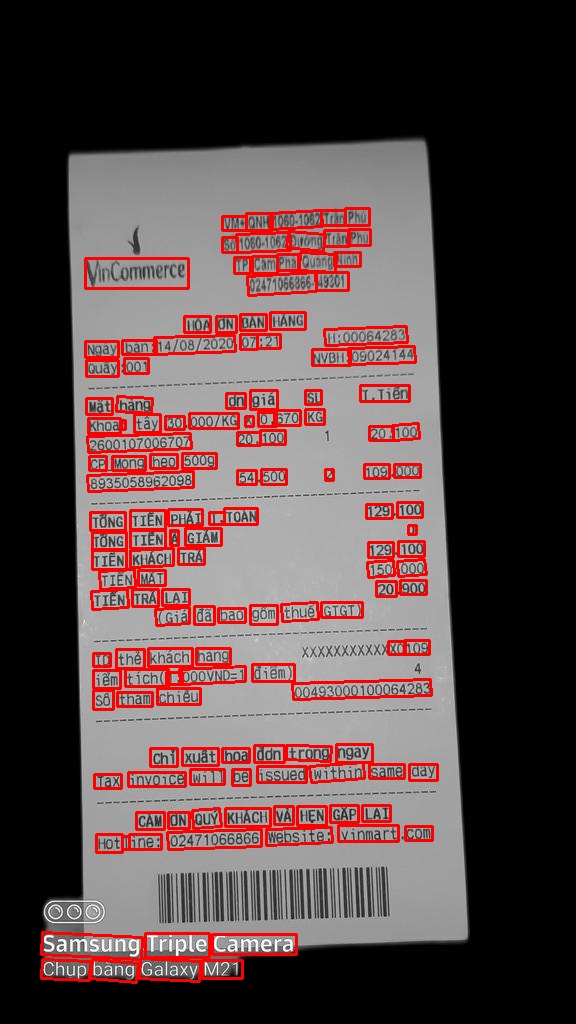 VinCommerce
VM+ QNH 1060-1062 Trần Phú
Số 1060-1062 Đường Trần Phú
TP Cẩm Phả Quảng Ninh
02471066866-49301
HÓA ĐƠN BÁN HÀNG
Ngày bán: 14/08/2020 07:21 H:00064283
Quầy: 001 NVBH: 09024144
Mặt hàng Đơn giá SL T.Tiền
Khoai tây 30,000/KG x 0,670 KG
2600107006707 20,100 1 20,100
CP Mong heo 500g
8935058962098 54,500 2 109,000
TỔNG TIỀN PHẢI T.TOÁN 129,100
TỔNG TIỀN ĐÃ GIẢM 0
TIỀN KHÁCH TRẢ 129,100
TIỀN MẶT 150,000
TIỀN TRẢ LẠI 20,900
(Giá đã bao gồm thuế GTGT)
ID thẻ khách hàng XXXXXXXXXXXX0109
Điểm tích(1000VND=1 điểm) 4
Số tham chiếu 00493000100064283
Chỉ xuất hóa đơn trong ngày
Tax invoice will be issued within same day
CẢM ƠN QUÝ KHÁCH VÀ HẸN GẶP LẠI
Hotline: 02471066866 Website: vinmart.com
Samsung Triple Camera
Chụp bằng Galaxy M21